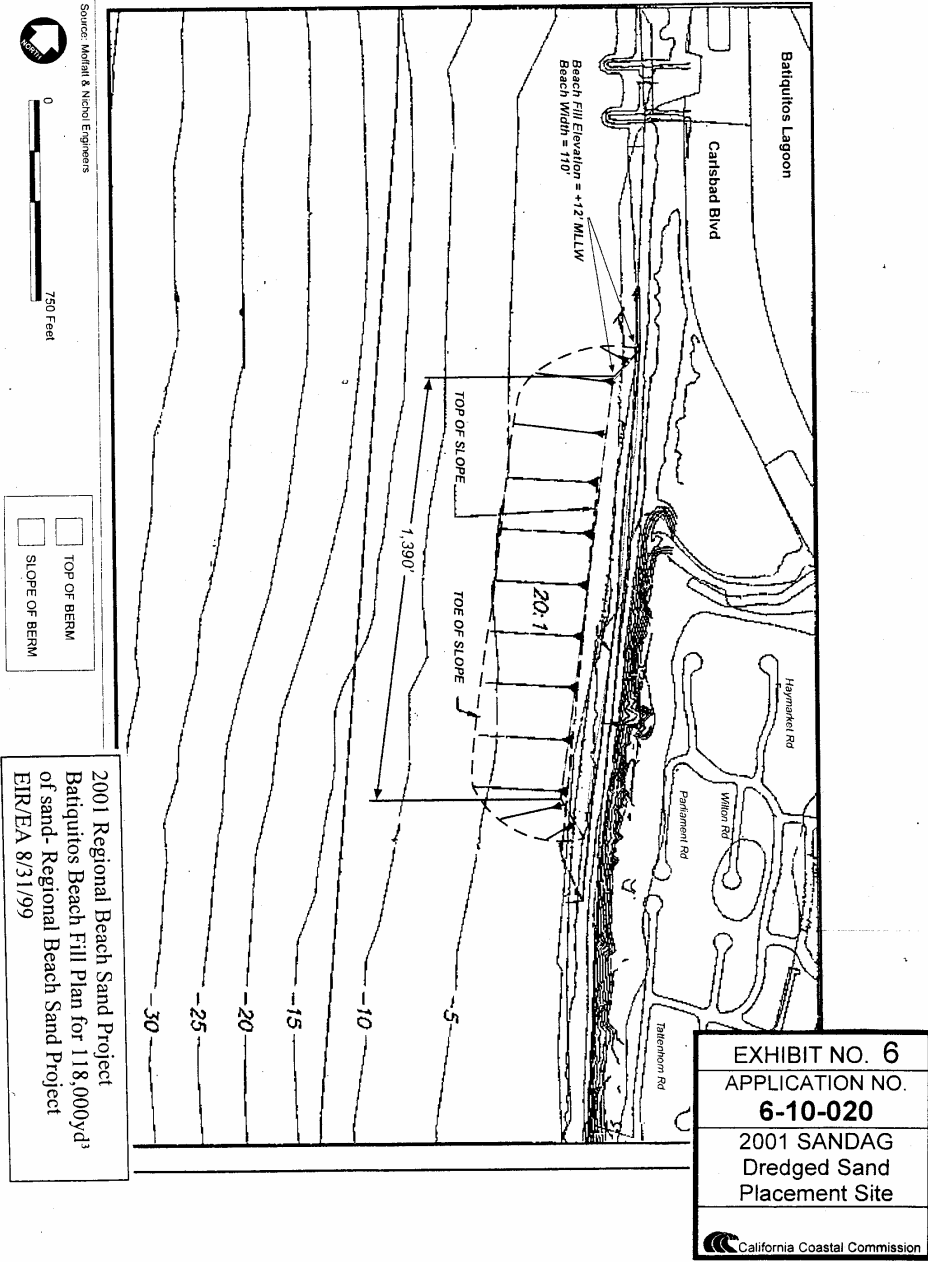 Batiquitos Lagoon
Carlsbad Blvd
Beach Fill Elevation = +12' MLLW
Beach Width = 110'
TOP OF SLOPE
1,390'
20:1
TOE OF SLOPE
Haymarket Rd
Wilton Rd
Parliament Rd
Tattenhorn Rd
-5
-10
-15
-20
-25
-30
Source: Moffatt & Nichol Engineers
NORTH
0
750 Feet
TOP OF BERM
SLOPE OF BERM
2001 Regional Beach Sand Project
Batiquitos Beach Fill Plan for 118,000yd³
of sand- Regional Beach Sand Project
EIR/EA 8/31/99
EXHIBIT NO. 6
APPLICATION NO.
6-10-020
2001 SANDAG
Dredged Sand
Placement Site
California Coastal Commission